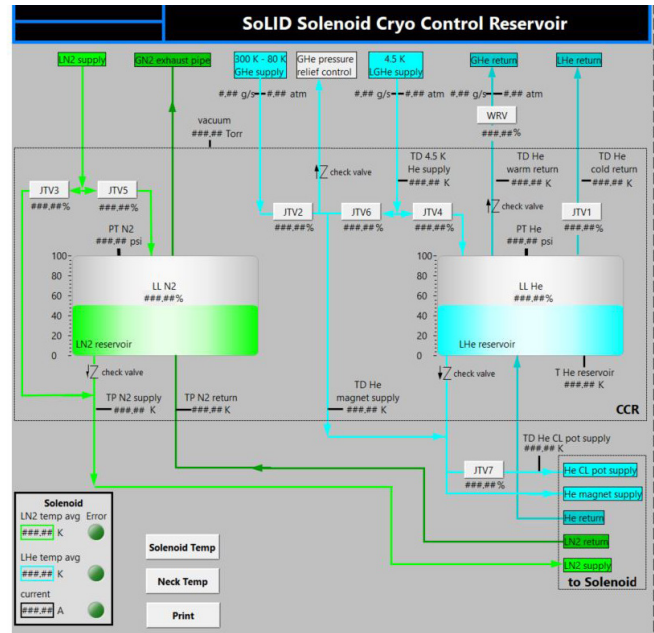 SoLID Solenoid Cryo Control Reservoir
LN2 supply
GN2 exhaust pipe
300 K - 80 K
GHe supply
GHe pressure
relief control
4.5 K
LGHe supply
GHe return
LHe return
#.## g/s
#.## atm
#.## g/s
#.## atm
#.## g/s
#.## atm
WRV
###.##%
vacuum
###.## Torr
JTV3
###.##%
JTV5
###.##%
check valve
TD 4.5 K
He supply
###.## K
TD He
warm return
###.## K
TD He
cold return
###.## K
JTV2
###.##%
JTV6
###.##%
JTV4
###.##%
check valve
JTV1
###.##%
PT N2
###.## psi
PT He
###.## psi
100
80
60
40
20
0
LL N2
###.##%
LN2 reservoir
100
80
60
40
20
0
LL He
###.##%
LHe reservoir
check valve
check valve
T He reservoir
###.## K
TP N2 supply
###.## K
TP N2 return
###.## K
TD He
magnet supply
###.## K
CCR
TD He CL pot supply
###.## K
JTV7
###.##%
He CL pot supply
He magnet supply
He return
LN2 return
LN2 supply
to Solenoid
Solenoid
LN2 temp avg Error
###.## K
LHe temp avg
###.## K
current
###.## A
Solenoid Temp
Neck Temp
Print